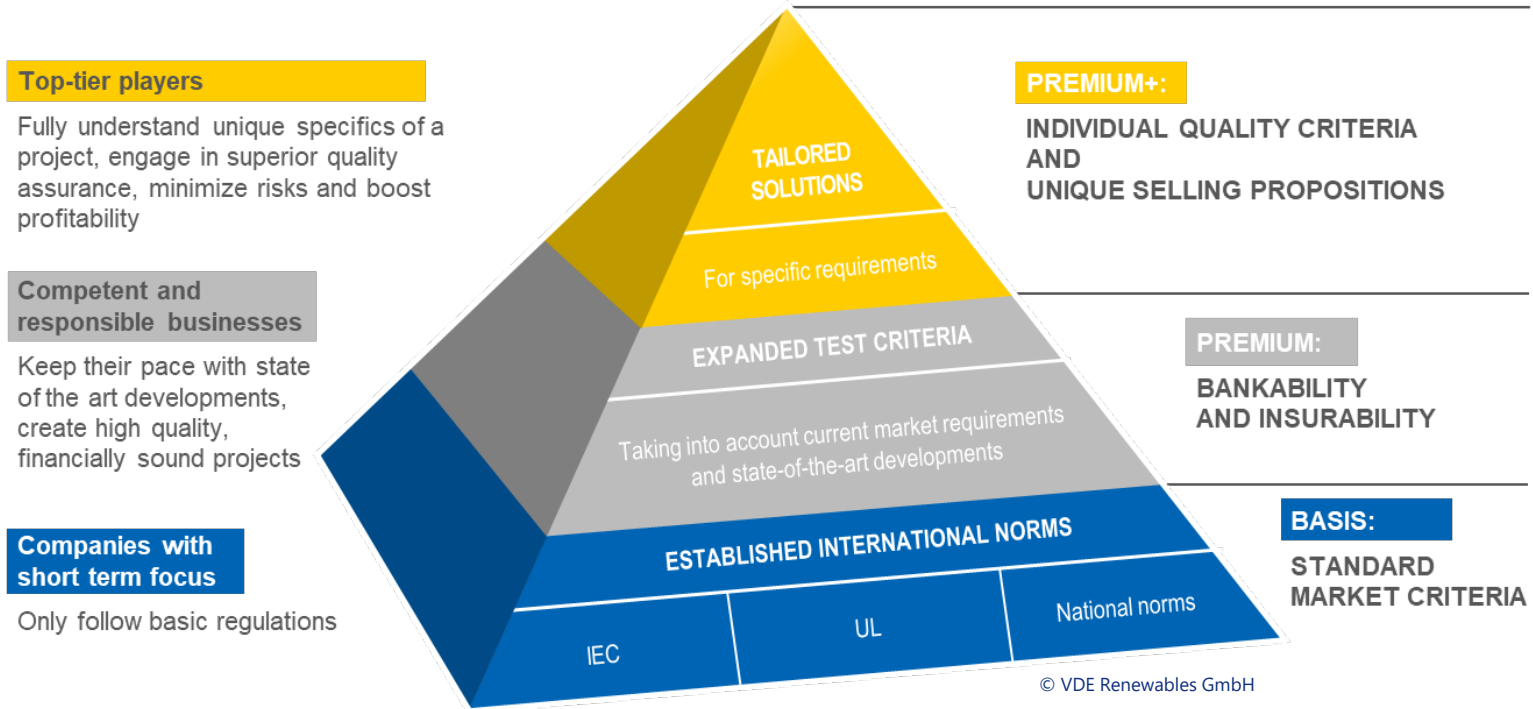 Top-tier players
Fully understand unique specifics of a
project, engage in superior quality
assurance, minimize risks and boost
profitability
Competent and
responsible businesses
Keep their pace with state
of the art developments,
create high quality,
financially sound projects
Companies with
short term focus
Only follow basic regulations
TAILORED
SOLUTIONS
For specific requirements
EXPANDED TEST CRITERIA
Taking into account current market requirements
and state-of-the-art developments
ESTABLISHED INTERNATIONAL NORMS
IEC
UL
National norms
PREMIUM+:
INDIVIDUAL QUALITY CRITERIA
AND
UNIQUE SELLING PROPOSITIONS
PREMIUM:
BANKABILITY
AND INSURABILITY
BASIS:
STANDARD
MARKET CRITERIA
© VDE Renewables GmbH